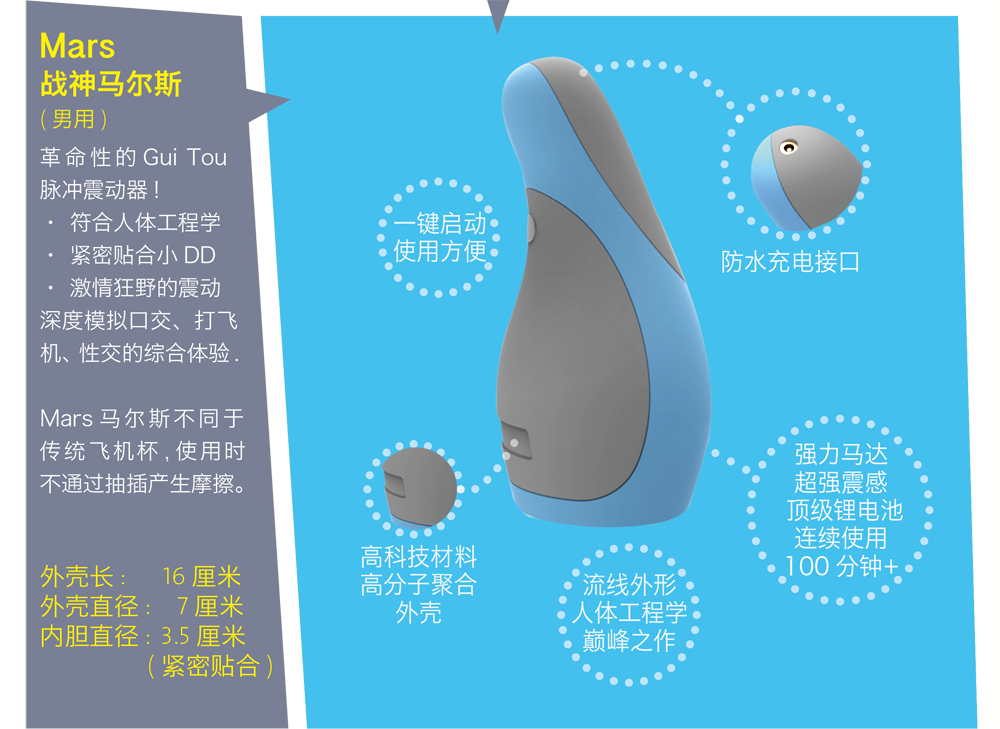 Mars
战神马尔斯
(男用)
革命性的 Gui Tou
脉冲震动器!
· 符合人体工程学
· 紧密贴合小 DD
· 激情狂野的震动
深度模拟口交、打飞
机、性交的综合体验.
Mars 马尔斯不同于
传统飞机杯,使用时
不通过抽插产生摩擦。
外壳长: 16 厘米
外壳直径: 7 厘米
内胆直径: 3.5 厘米
(紧密贴合)
一键启动
使用方便
防水充电接口
高科技材料
高分子聚合
外壳
流线外形
人体工程学
巅峰之作
强力马达
超强震感
顶级锂电池
连续使用
100 分钟+